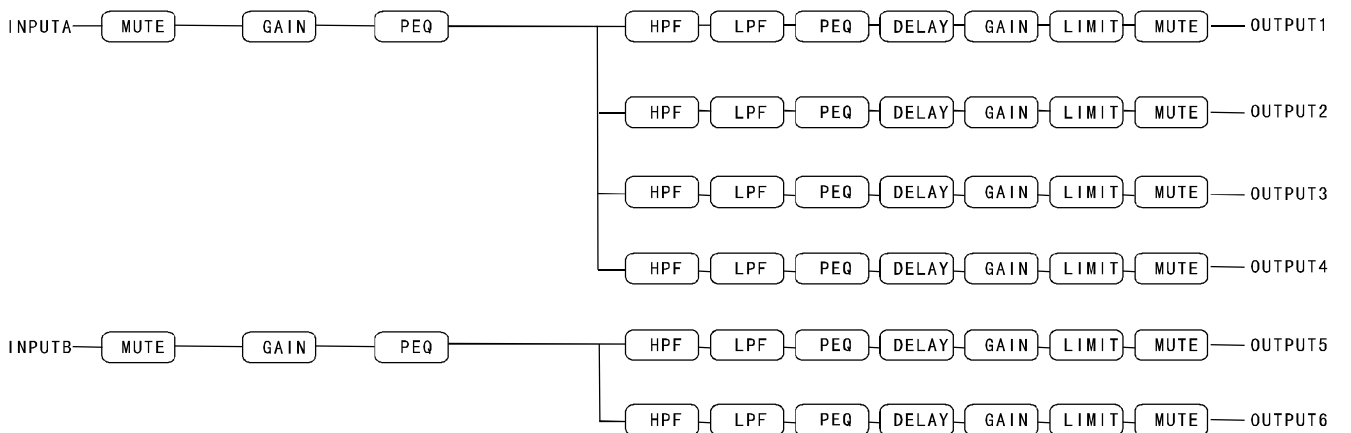 INPUTA MUTE GAIN PEQ HPF LPF PEQ DELAY GAIN LIMIT MUTE OUTPUT1
HPF LPF PEQ DELAY GAIN LIMIT MUTE OUTPUT2
HPF LPF PEQ DELAY GAIN LIMIT MUTE OUTPUT3
HPF LPF PEQ DELAY GAIN LIMIT MUTE OUTPUT4
INPUTB MUTE GAIN PEQ HPF LPF PEQ DELAY GAIN LIMIT MUTE OUTPUT5
HPF LPF PEQ DELAY GAIN LIMIT MUTE OUTPUT6